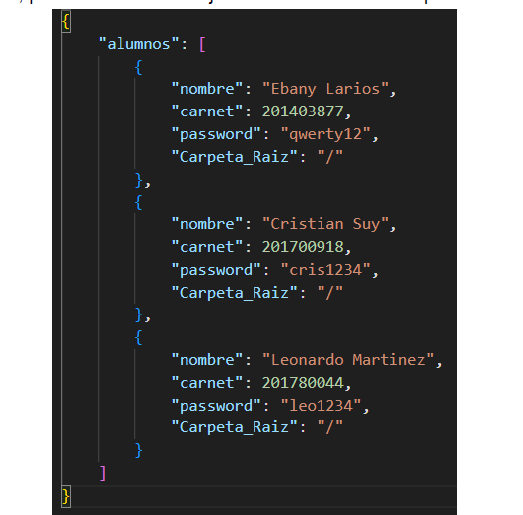 {
"alumnos": [
{
"nombre": "Ebany Larios",
"carnet": 201403877,
"password": "qwerty12",
"Carpeta_Raiz": "/"
},
{
"nombre": "Cristian Suy",
"carnet": 201700918,
"password": "cris1234",
"Carpeta_Raiz": "/"
},
{
"nombre": "Leonardo Martinez",
"carnet": 201780044,
"password": "leo1234",
"Carpeta_Raiz": "/"
}
]
}